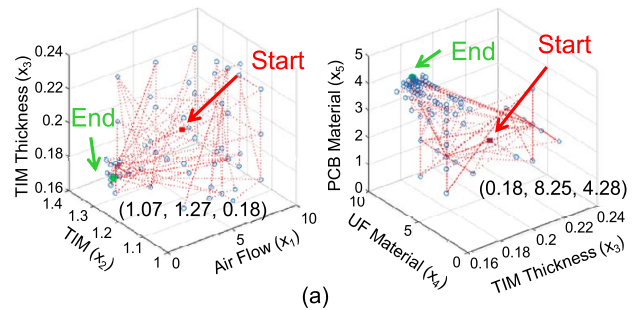 0.24
0.22
0.2
0.18
0.16
TIM Thickness (x3)
Start
End
(1.07, 1.27, 0.18)
1.4
1.3
1.2
1.1
1
TIM (x2)
0
5
10
Air Flow (x1)
5
4
3
2
1
0
PCB Material (x5)
End
Start
(0.18, 8.25, 4.28)
10
5
0
UF Material (x4)
0.16
0.18
0.2
0.22
0.24
TIM Thickness (x3)
(a)